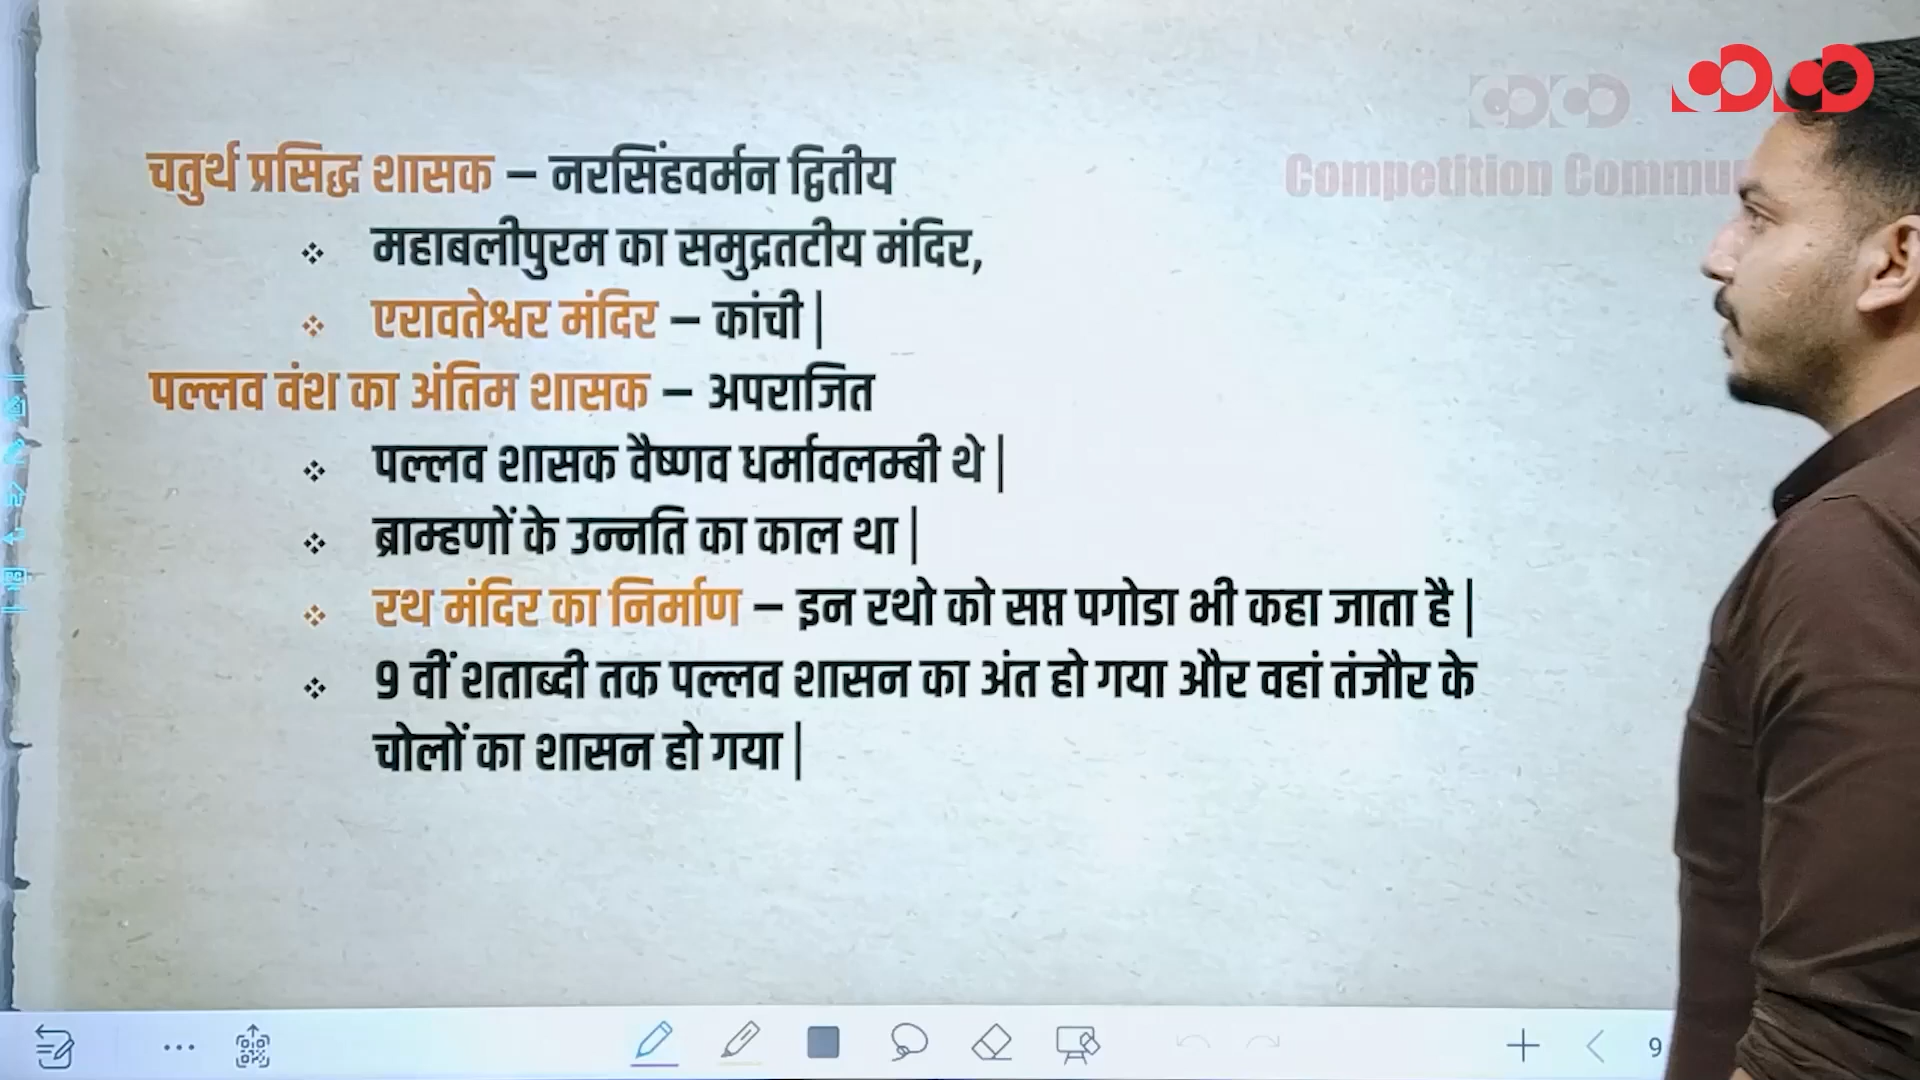 Competition Commu
चतुर्थ प्रसिद्ध शासक – नरसिंहवर्मन द्वितीय
❖ महाबलीपुरम का समुद्रतटीय मंदिर,
❖ एरावतेश्वर मंदिर – कांची |
पल्लव वंश का अंतिम शासक – अपराजित
❖ पल्लव शासक वैष्णव धर्मावलम्बी थे |
❖ ब्राम्हणों के उन्नति का काल था |
❖ रथ मंदिर का निर्माण – इन रथो को सप्त पगोडा भी कहा जाता है |
❖ 9 वीं शताब्दी तक पल्लव शासन का अंत हो गया और वहां तंजौर के
चोलों का शासन हो गया |
9